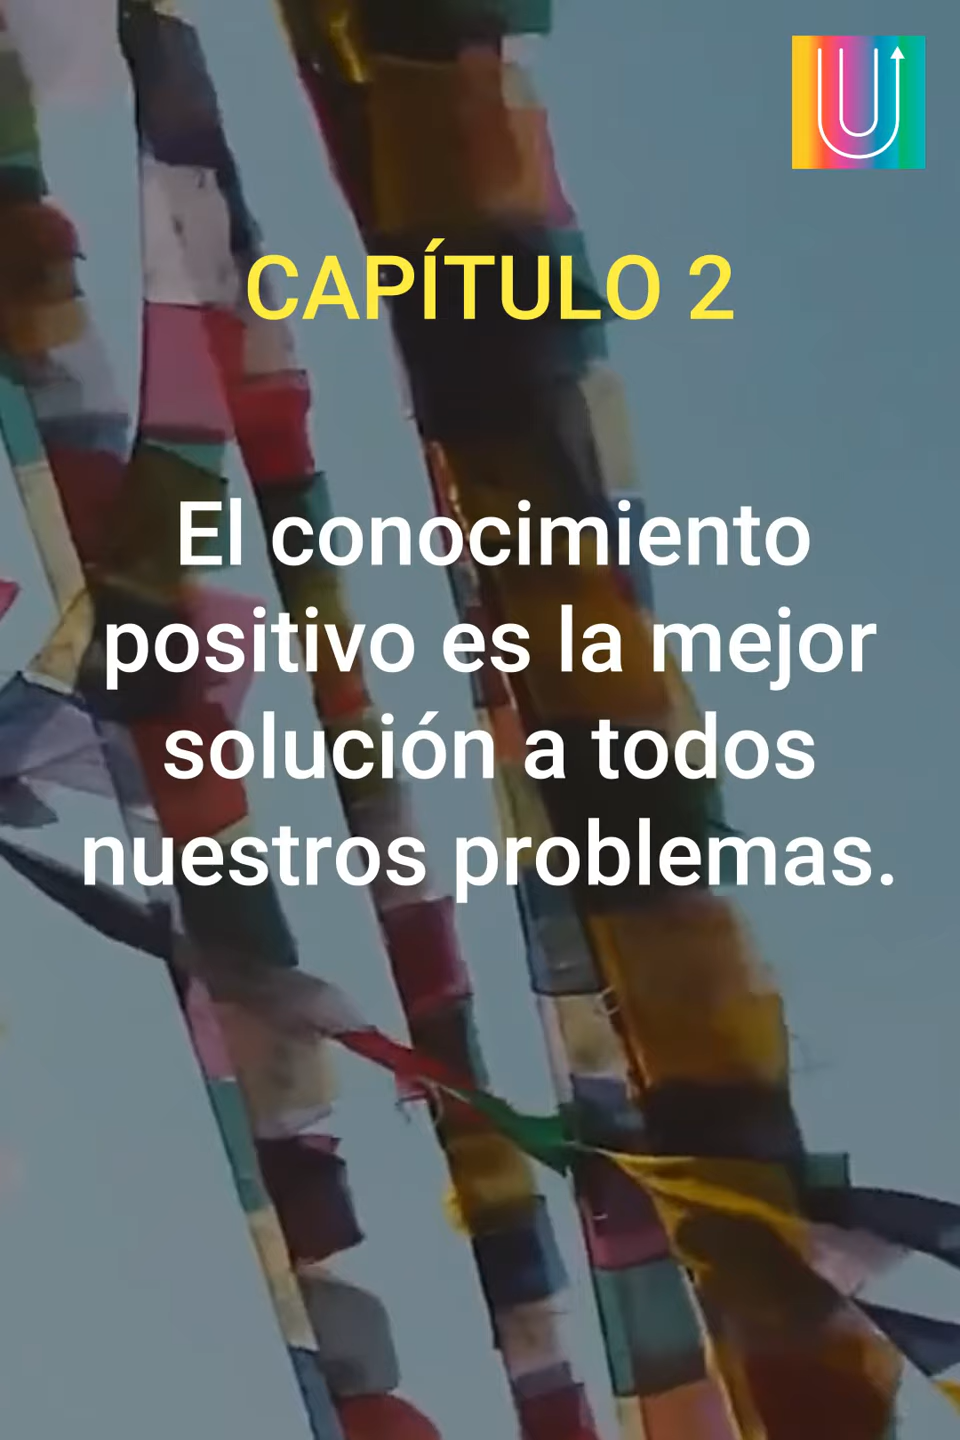 U
CAPÍTULO 2
El conocimiento
positivo es la mejor
solución a todos
nuestros problemas.